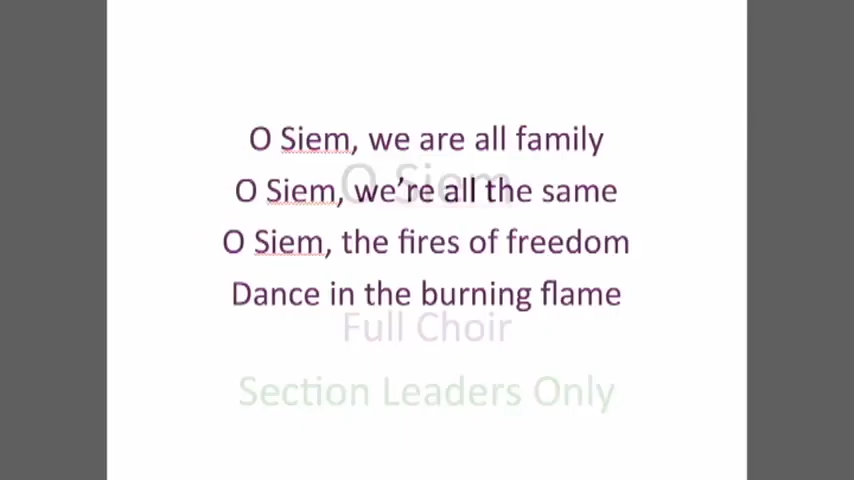 O Siem, we are all family
O Siem
O Siem, we’re all the same
O Siem, the fires of freedom
Dance in the burning flame
Full Choir
Section Leaders Only